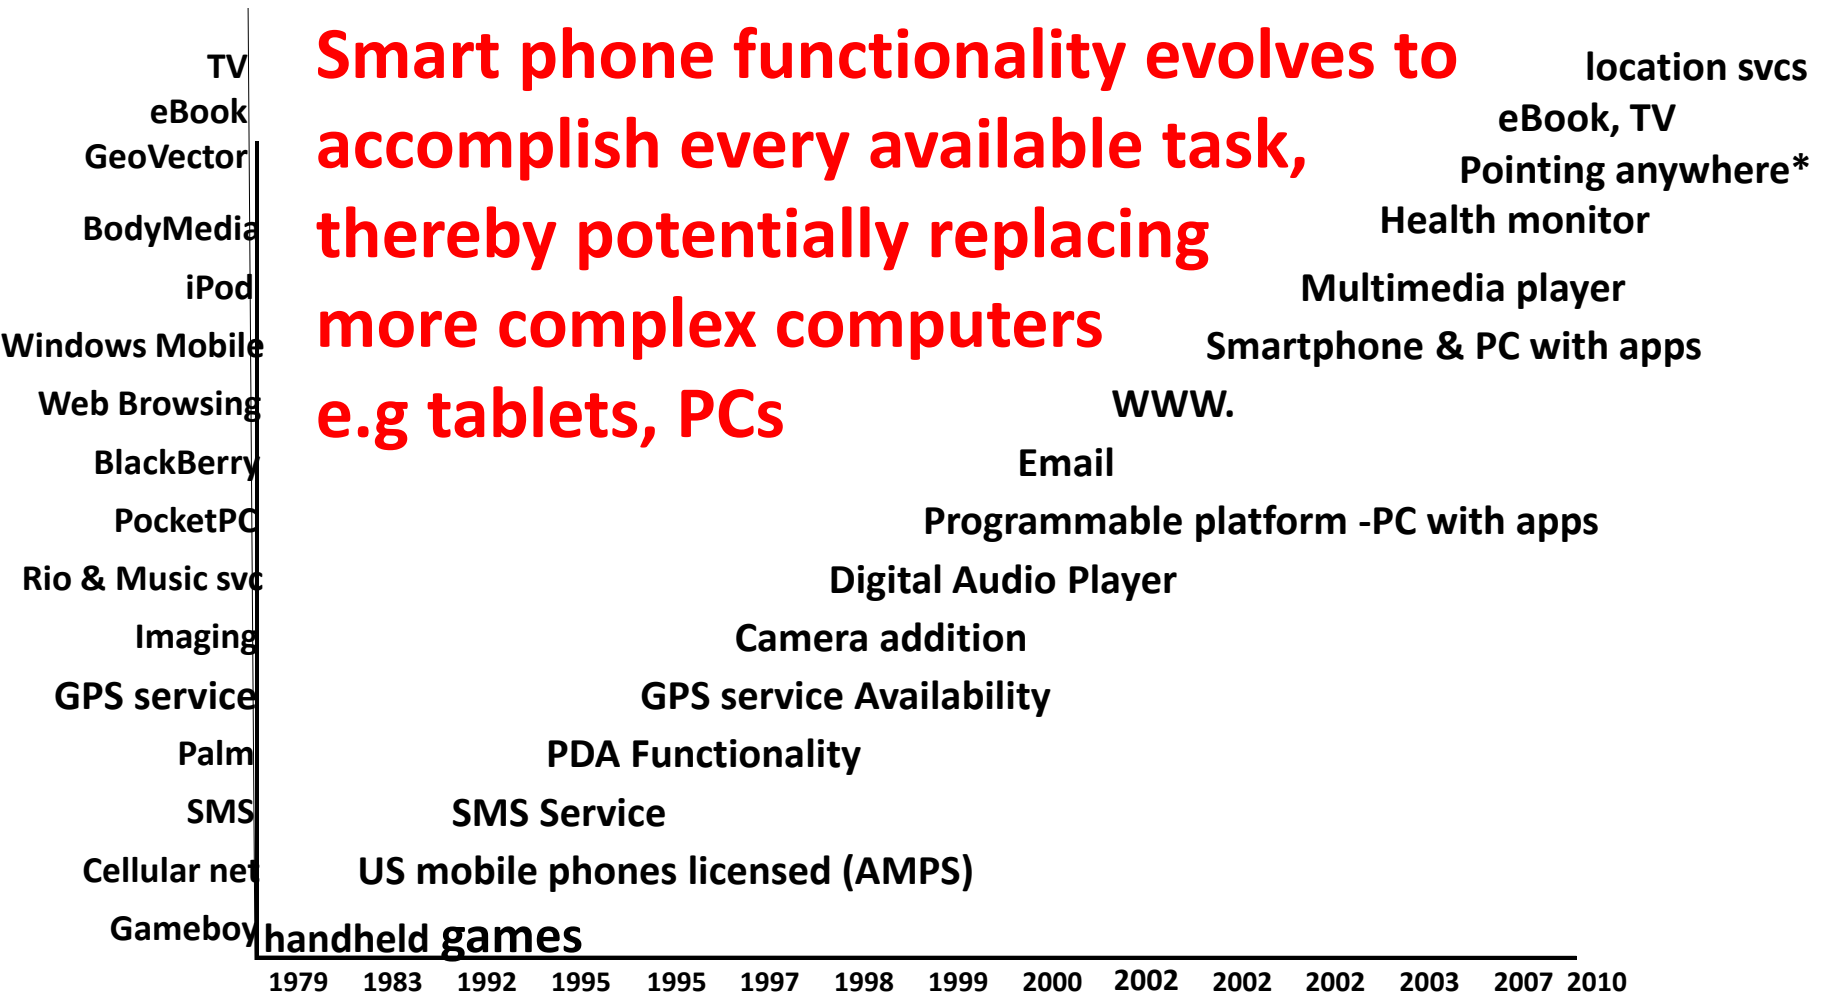 Smart phone functionality evolves to
accomplish every available task,
thereby potentially replacing
more complex computers
e.g tablets, PCs
TV
location svcs
eBook
eBook, TV
GeoVector
Pointing anywhere*
BodyMedia
Health monitor
iPod
Multimedia player
Windows Mobile
Smartphone & PC with apps
Web Browsing
WWW.
BlackBerry
Email
PocketPC
Programmable platform -PC with apps
Rio & Music svc
Digital Audio Player
Imaging
Camera addition
GPS service
GPS service Availability
Palm
PDA Functionality
SMS
SMS Service
Cellular net
US mobile phones licensed (AMPS)
Gameboy
handheld games
1979 1983 1992 1995 1995 1997 1998 1999 2000 2002 2002 2002 2003 2007 2010